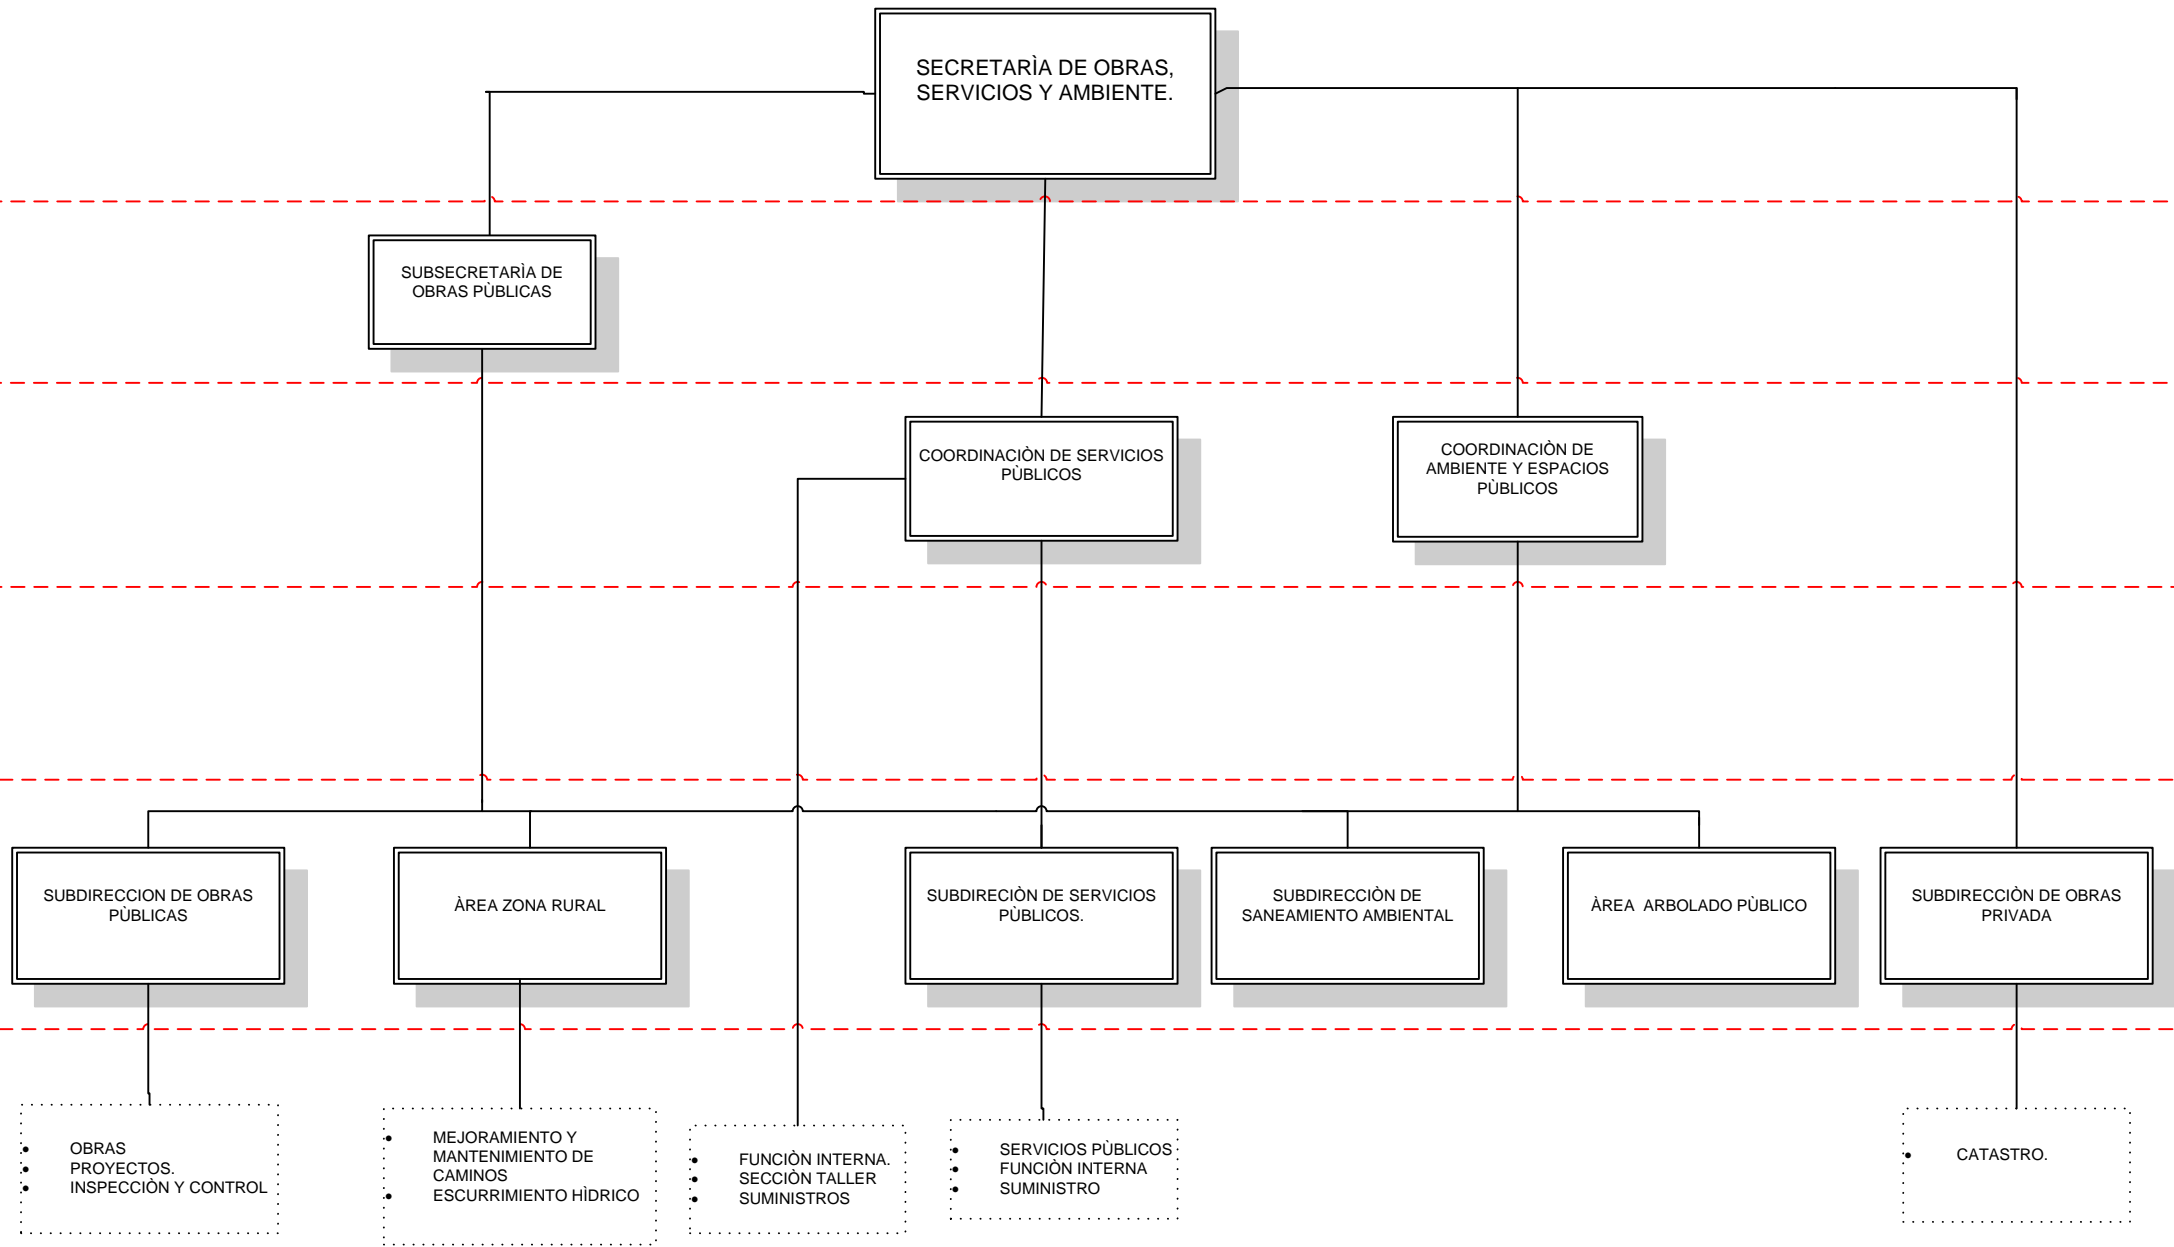 SECRETARÌA DE OBRAS,
SERVICIOS Y AMBIENTE.
SUBSECRETARÌA DE
OBRAS PÙBLICAS
COORDINACIÒN DE SERVICIOS
PÙBLICOS
COORDINACIÒN DE
AMBIENTE Y ESPACIOS
PÙBLICOS
SUBDIRECCION DE OBRAS
PÙBLICAS
ÀREA ZONA RURAL
SUBDIRECIÒN DE SERVICIOS
PÙBLICOS.
SUBDIRECCIÒN DE
SANEAMIENTO AMBIENTAL
ÀREA  ARBOLADO PÙBLICO
SUBDIRECCIÒN DE OBRAS
PRIVADA
• OBRAS
• PROYECTOS.
• INSPECCIÒN Y CONTROL
• MEJORAMIENTO Y
MANTENIMIENTO DE
CAMINOS
• ESCURRIMIENTO HÌDRICO
• FUNCIÒN INTERNA.
• SECCIÒN TALLER
• SUMINISTROS
• SERVICIOS PÙBLICOS
• FUNCIÒN INTERNA
• SUMINISTRO
• CATASTRO.